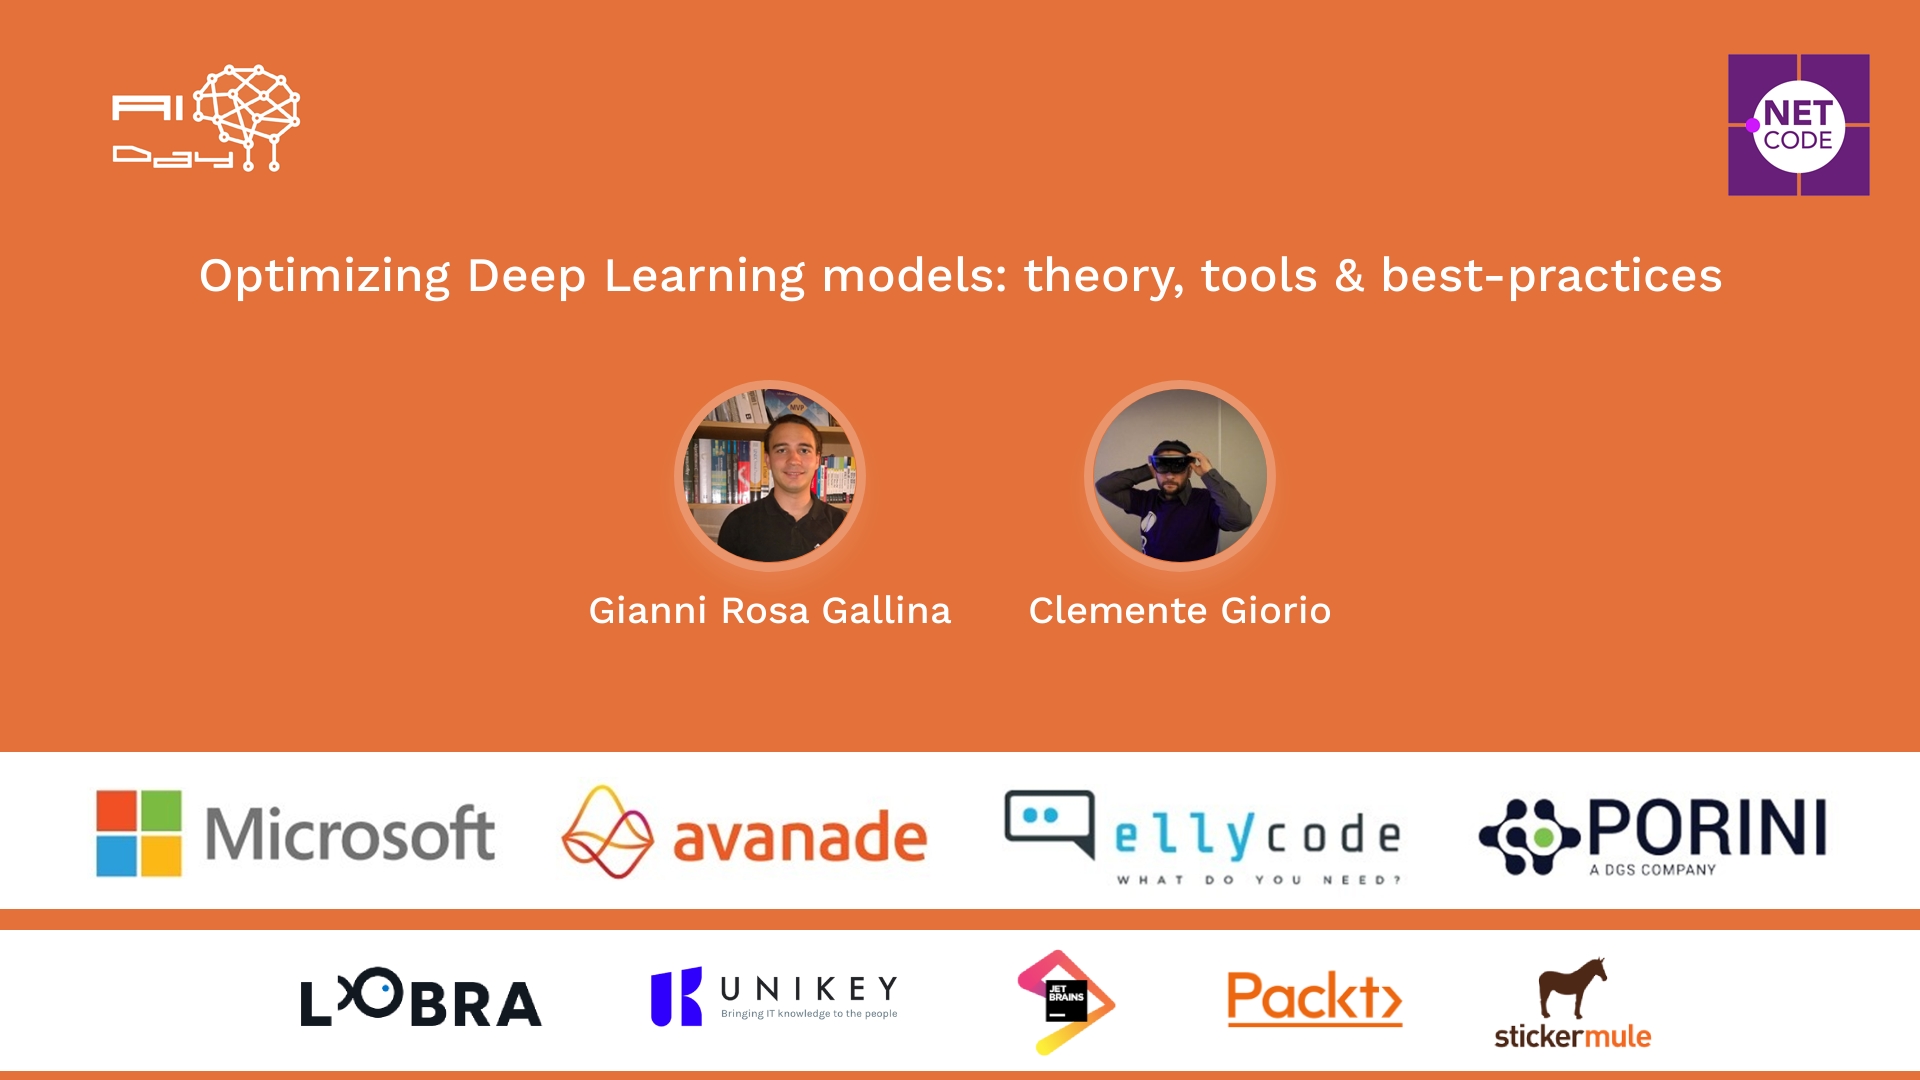 AI
Day
NET
CODE
Optimizing Deep Learning models: theory, tools & best-practices
MVP
Gianni Rosa Gallina
Clemente Giorio
Microsoft
avanade
ellycode
WHAT DO YOU NEED?
PORINI
A DGS COMPANY
LOBRA
UNIKEY
Bringing IT knowledge to the people
JET
BRAINS
Packt>
stickermule